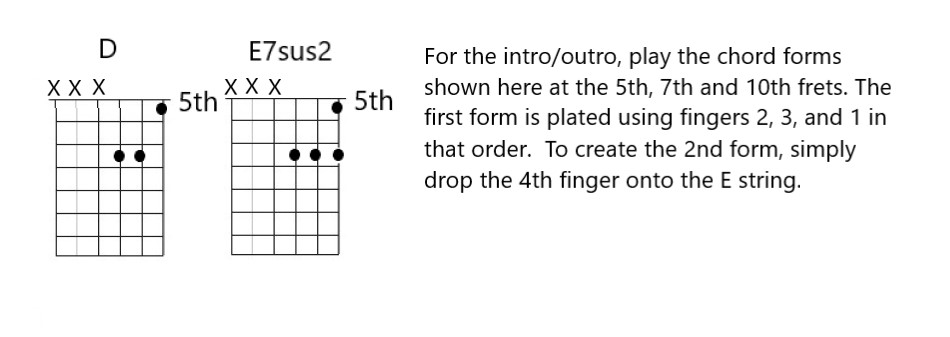 D
X X X
5th
E7sus2
X X X
5th
For the intro/outro, play the chord forms
shown here at the 5th, 7th and 10th frets. The
first form is plated using fingers 2, 3, and 1 in
that order.  To create the 2nd form, simply
drop the 4th finger onto the E string.